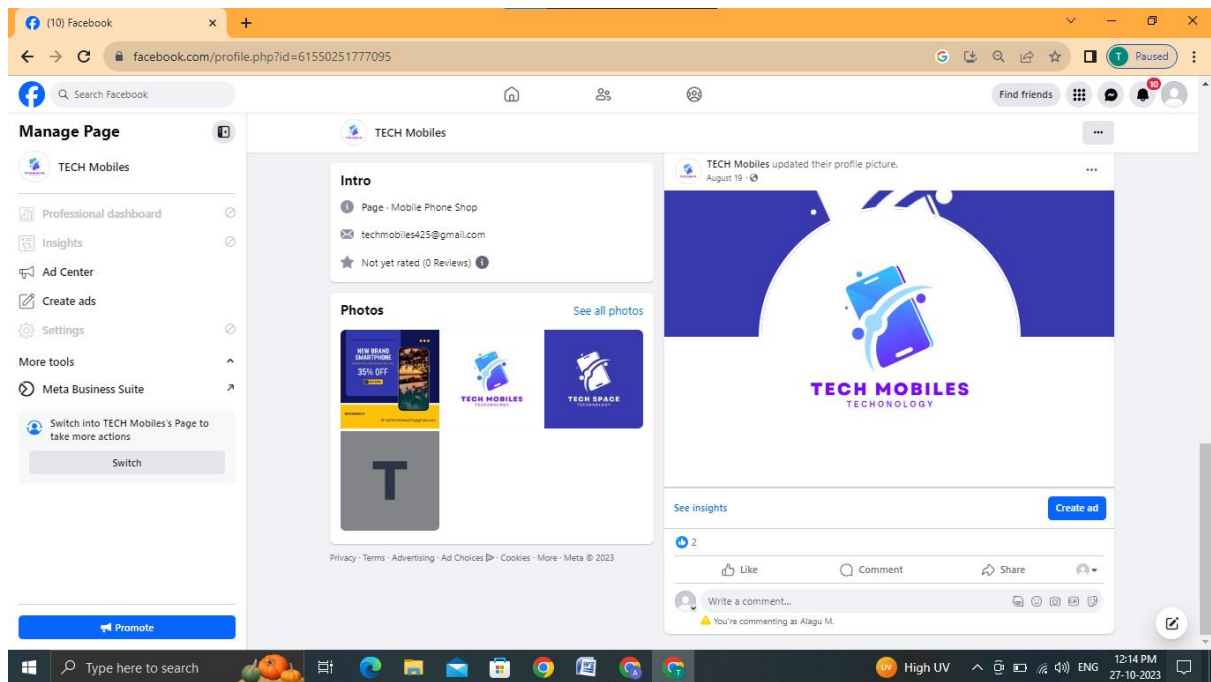 (10) Facebook
facebook.com/profile.php?id=61550251777095
T Paused
Search Facebook
Find friends
10
Manage Page
TECH Mobiles
TECH Mobiles
Professional dashboard
Insights
Ad Center
Create ads
Settings
More tools
Meta Business Suite
Switch into TECH Mobiles's Page to
take more actions
Switch
Promote
Intro
Page · Mobile Phone Shop
techmobiles425@gmail.com
Not yet rated (0 Reviews)
Photos
See all photos
NEW BRAND
SMARTPHONE
35% OFF
TECH MOBILES
TECHONOLOGY
TECH SPACE
TECHONOLOGY
T
Privacy · Terms · Advertising · Ad Choices · Cookies · More · Meta © 2023
TECH Mobiles updated their profile picture.
August 19 ·
TECH MOBILES
TECHONOLOGY
See insights
Create ad
2
Like
Comment
Share
Write a comment...
GIF
You're commenting as Alagu M.
Type here to search
UV High UV
ENG
12:14 PM
27-10-2023